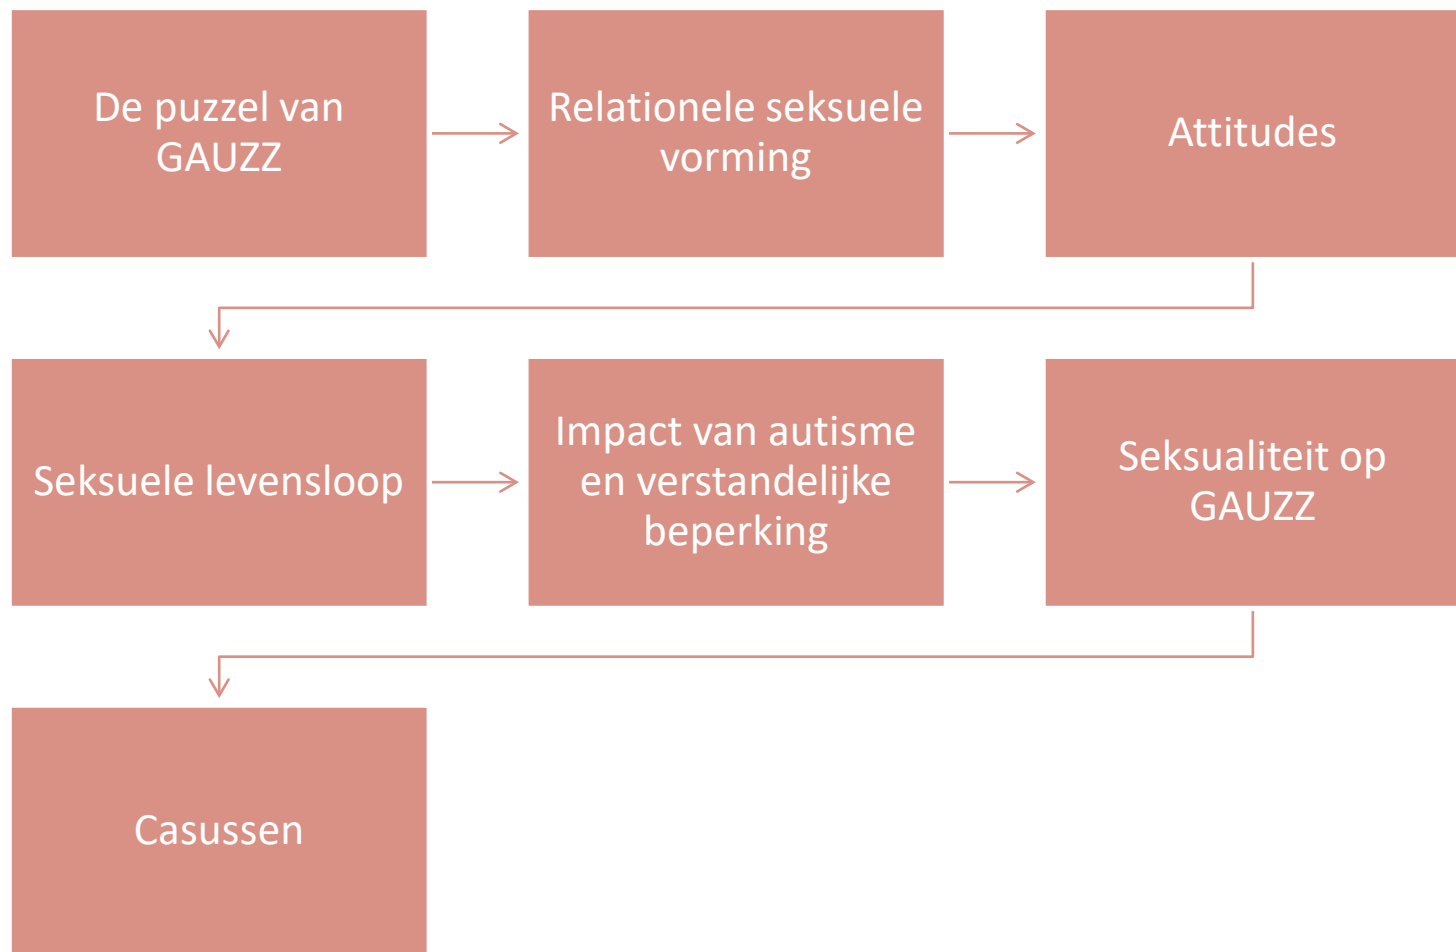 De puzzel van
GAUZZ
Relationele seksuele
vorming
Attitudes
Seksuele levensloop
Impact van autisme
en verstandelijke
beperking
Seksualiteit op
GAUZZ
Casussen